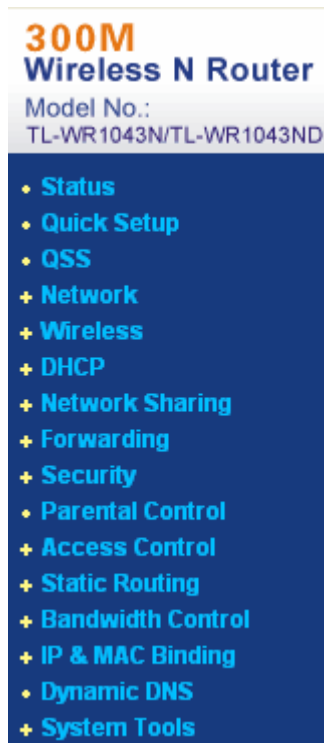 300M
Wireless N Router
Model No.:
TL-WR1043N/TL-WR1043ND
Status
Quick Setup
QSS
Network
Wireless
DHCP
Network Sharing
Forwarding
Security
Parental Control
Access Control
Static Routing
Bandwidth Control
IP & MAC Binding
Dynamic DNS
System Tools